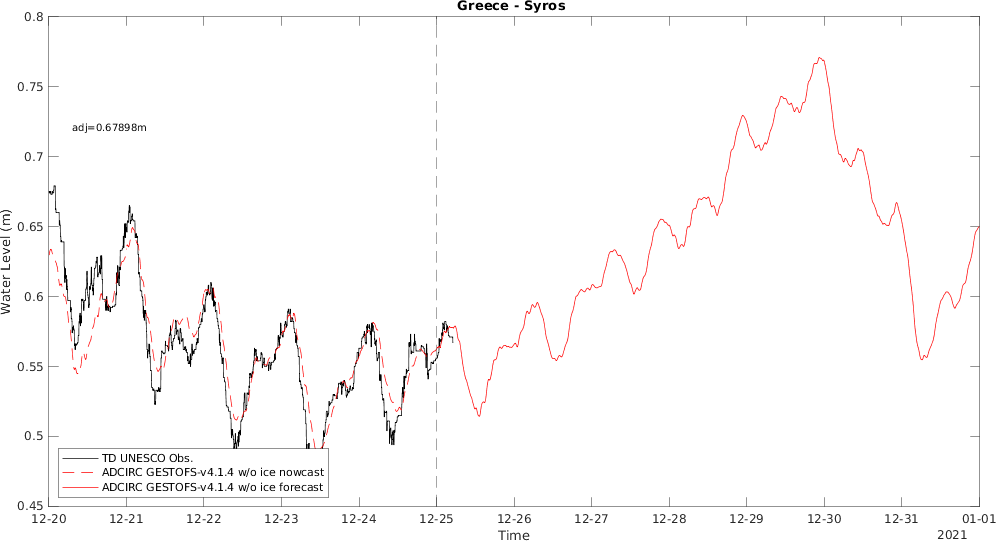 Greece - Syros
0.8
0.75
0.7
0.65
0.6
0.55
0.5
0.45
Water Level (m)
adj=0.67898m
TD UNESCO Obs.
ADCIRC GESTOFS-v4.1.4 w/o ice nowcast
ADCIRC GESTOFS-v4.1.4 w/o ice forecast
12-20 12-21 12-22 12-23 12-24 12-25 12-26 12-27 12-28 12-29 12-30 12-31 01-01
Time
2021